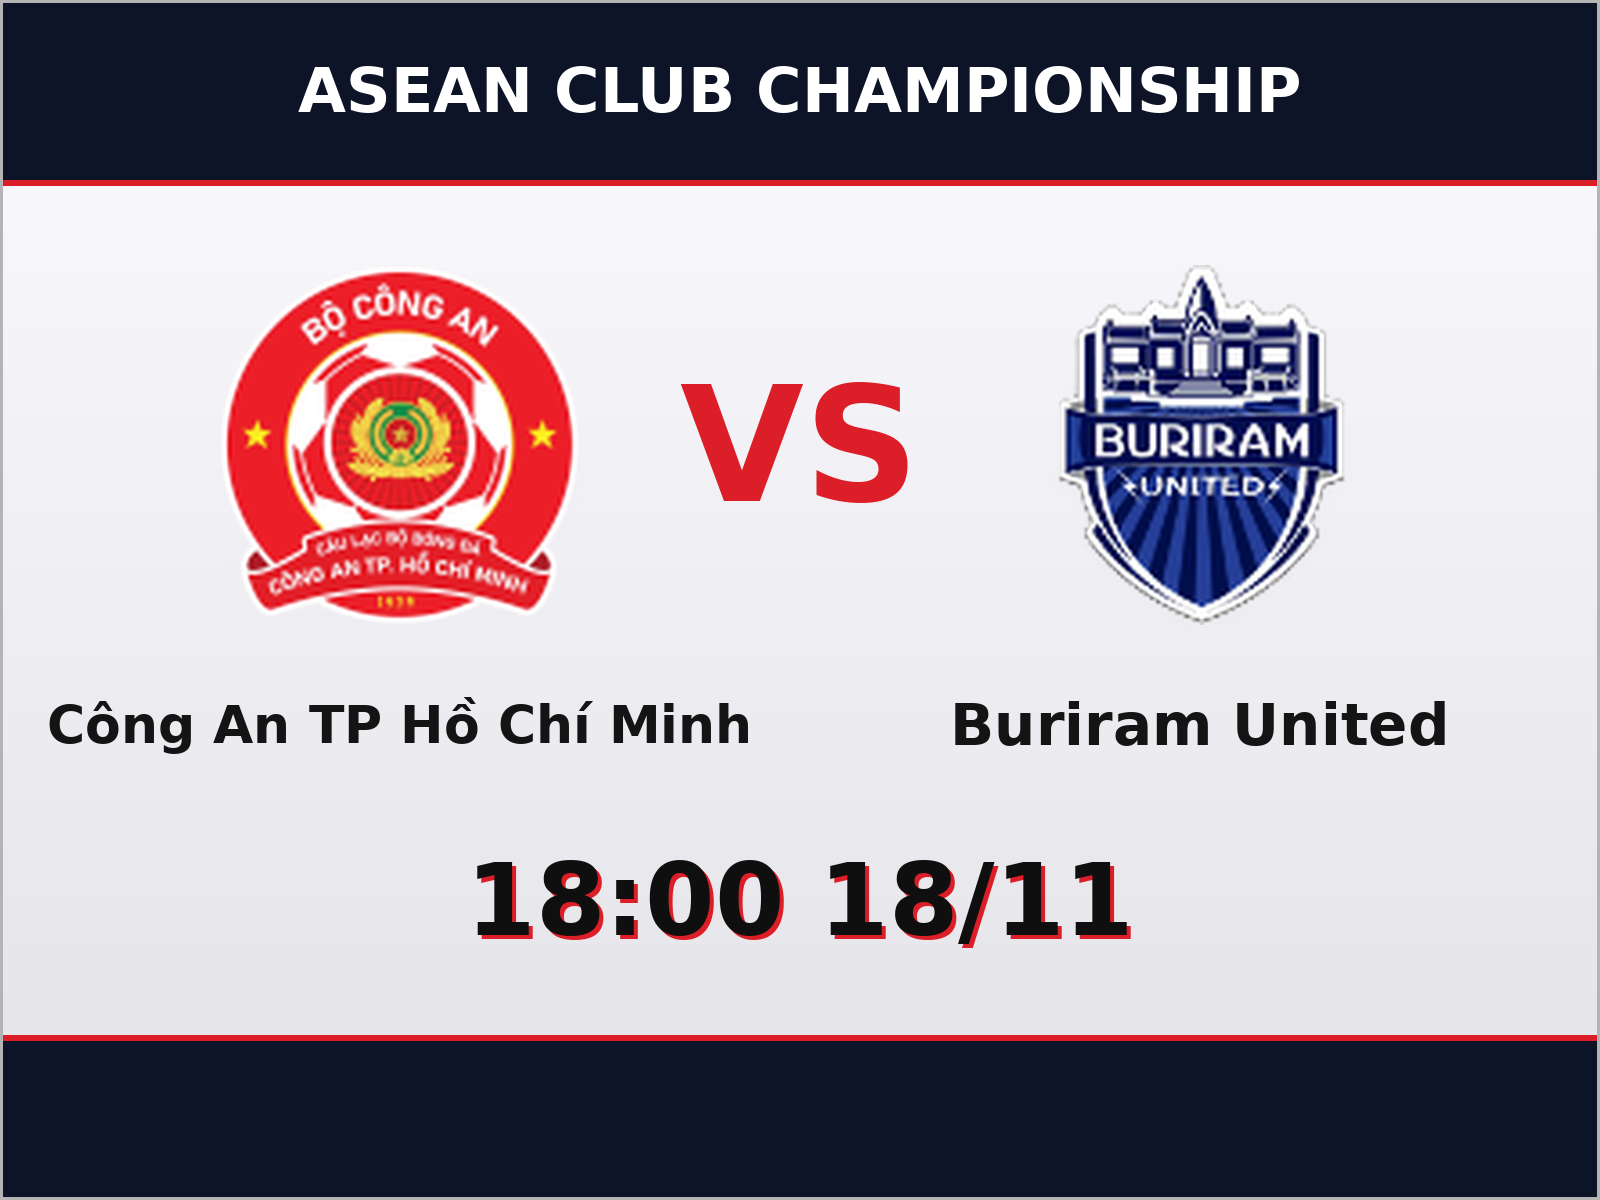 ASEAN CLUB CHAMPIONSHIP
BỘ CÔNG AN
CÂU LẠC BỘ BÓNG ĐÁ
CÔNG AN TP. HỒ CHÍ MINH
1979
VS
BURIRAM
UNITED
Công An TP Hồ Chí Minh
Buriram United
18:00 18/11